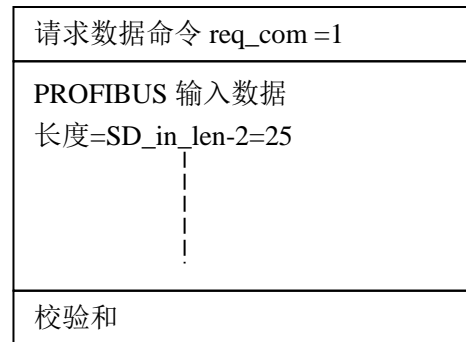 请求数据命令 req_com =1
PROFIBUS 输入数据
长度=SD_in_len-2=25
校验和